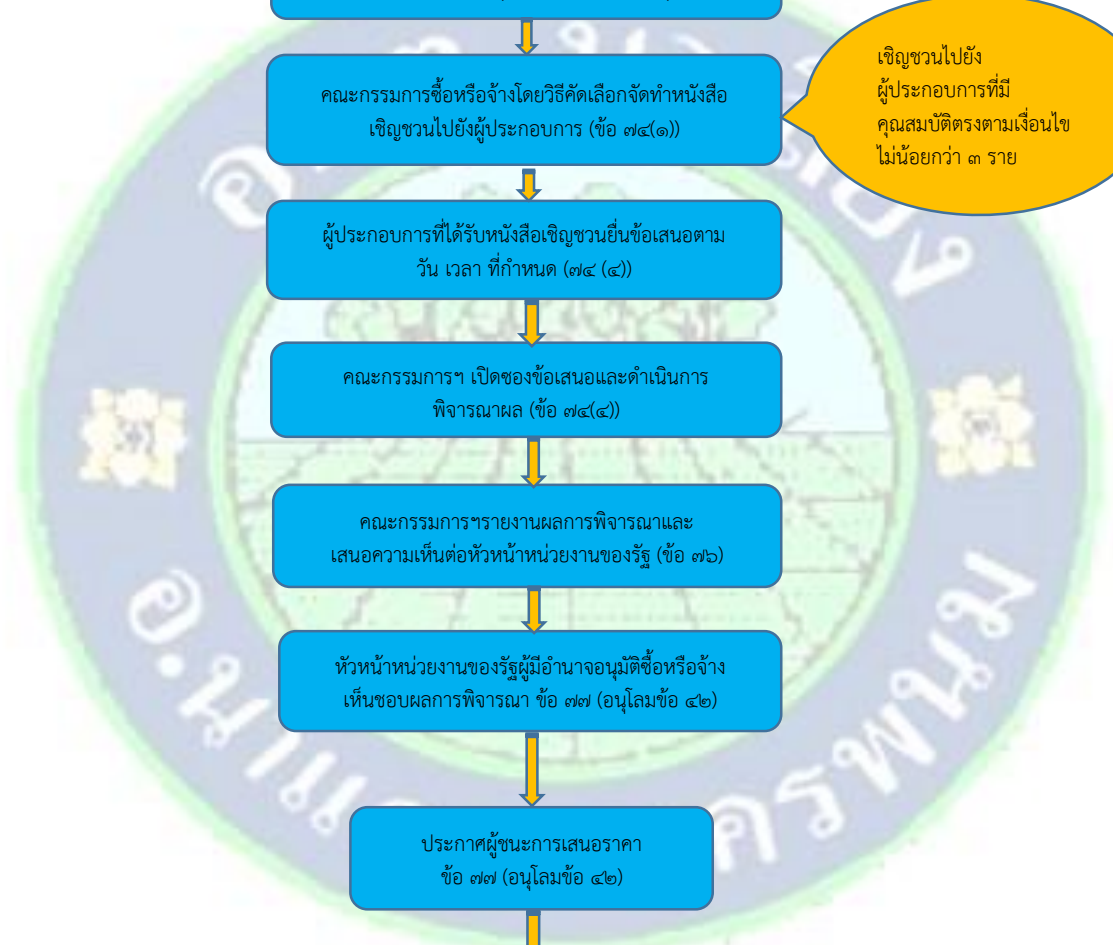 คณะกรรมการซื้อหรือจ้างโดยวิธีคัดเลือกจัดทำหนังสือ
เชิญชวนไปยังผู้ประกอบการ (ข้อ ๗๔(๑))
เชิญชวนไปยัง
ผู้ประกอบการที่มี
คุณสมบัติตรงตามเงื่อนไข
ไม่น้อยกว่า ๓ ราย
ผู้ประกอบการที่ได้รับหนังสือเชิญชวนยื่นข้อเสนอตาม
วัน เวลา ที่กำหนด (๗๔ (๔))
คณะกรรมการฯ เปิดซองข้อเสนอและดำเนินการ
พิจารณาผล (ข้อ ๗๔(๔))
คณะกรรมการฯรายงานผลการพิจารณาและ
เสนอความเห็นต่อหัวหน้าหน่วยงานของรัฐ (ข้อ ๗๖)
หัวหน้าหน่วยงานของรัฐผู้มีอำนาจอนุมัติซื้อหรือจ้าง
เห็นชอบผลการพิจารณา ข้อ ๗๗ (อนุโลมข้อ ๔๒)
ประกาศผู้ชนะการเสนอราคา
ข้อ ๗๗ (อนุโลมข้อ ๔๒)